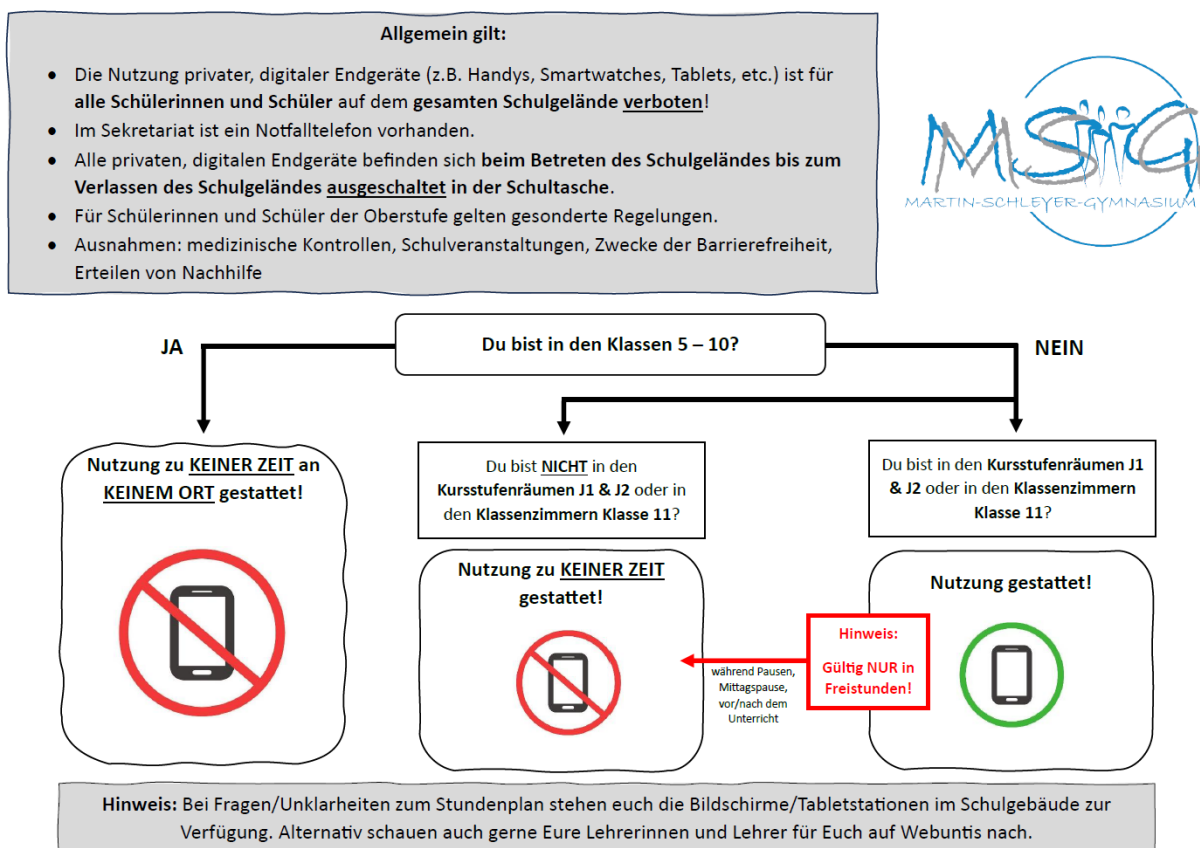 Allgemein gilt:
• Die Nutzung privater, digitaler Endgeräte (z.B. Handys, Smartwatches, Tablets, etc.) ist für
alle Schülerinnen und Schüler auf dem gesamten Schulgelände verboten!
• Im Sekretariat ist ein Notfalltelefon vorhanden.
• Alle privaten, digitalen Endgeräte befinden sich beim Betreten des Schulgeländes bis zum
Verlassen des Schulgeländes ausgeschaltet in der Schultasche.
• Für Schülerinnen und Schüler der Oberstufe gelten gesonderte Regelungen.
• Ausnahmen: medizinische Kontrollen, Schulveranstaltungen, Zwecke der Barrierefreiheit,
Erteilen von Nachhilfe
MSG
MARTIN-SCHLEYER-GYMNASIUM
JA
Du bist in den Klassen 5 – 10?
NEIN
Nutzung zu KEINER ZEIT an
KEINEM ORT gestattet!
Du bist NICHT in den
Kursstufenräumen J1 & J2 oder in
den Klassenzimmern Klasse 11?
Nutzung zu KEINER ZEIT
gestattet!
Du bist in den Kursstufenräumen J1
& J2 oder in den Klassenzimmern
Klasse 11?
Nutzung gestattet!
Hinweis:
Gültig NUR in
Freistunden!
während Pausen,
Mittagspause,
vor/nach dem
Unterricht
Hinweis: Bei Fragen/Unklarheiten zum Stundenplan stehen euch die Bildschirme/Tabletstationen im Schulgebäude zur
Verfügung. Alternativ schauen auch gerne Eure Lehrerinnen und Lehrer für Euch auf Webuntis nach.